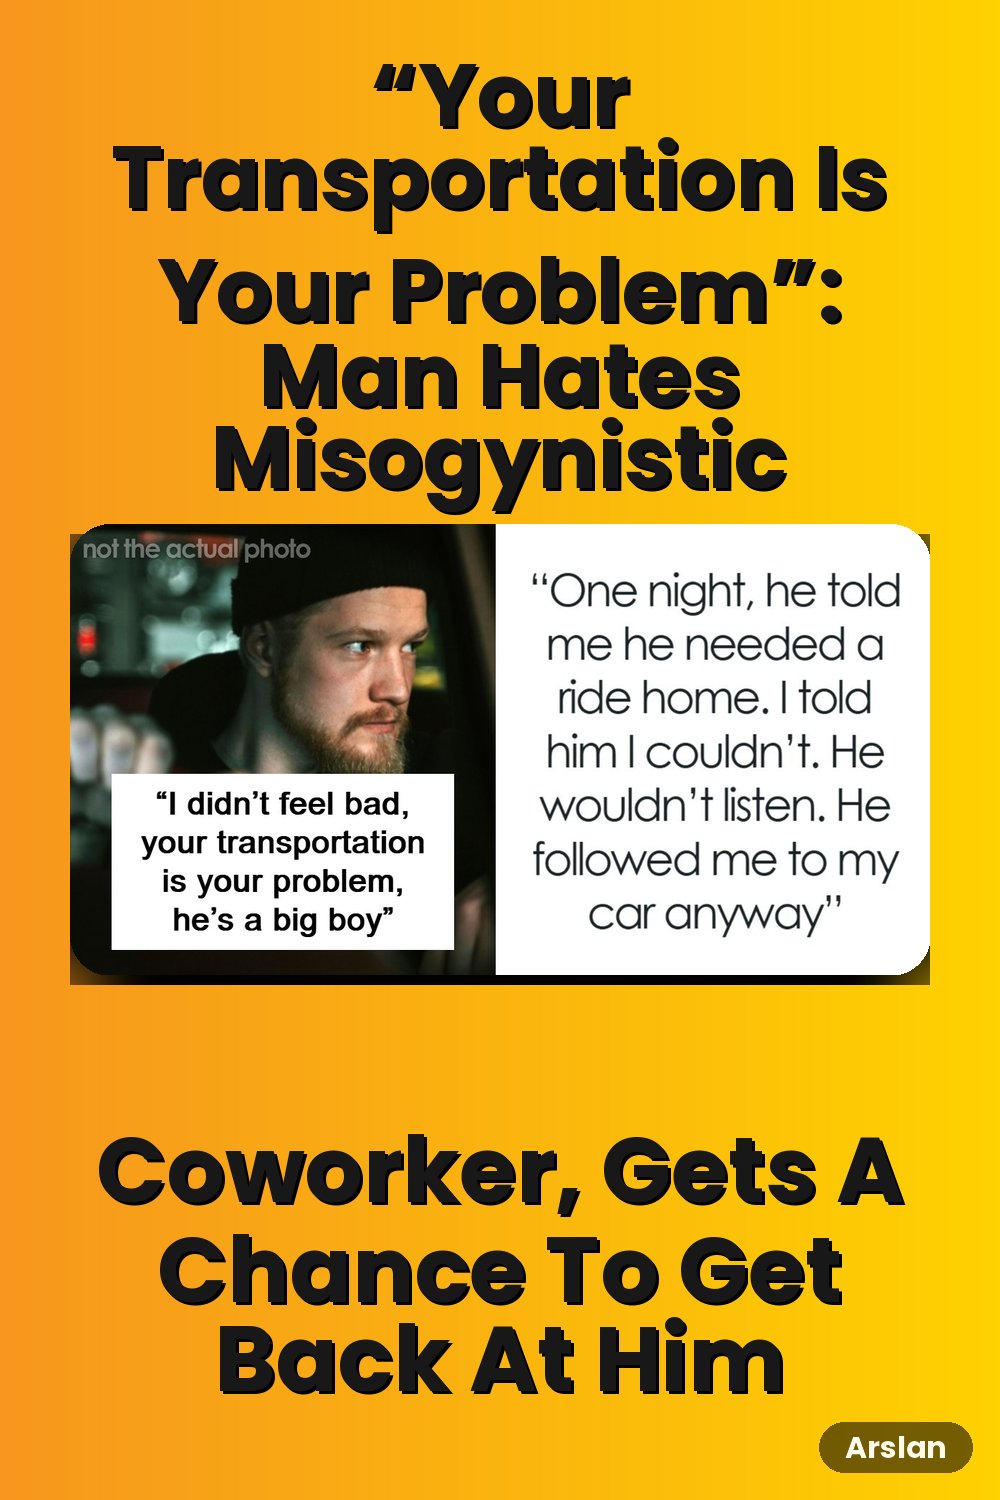 “Your
Transportation Is
Your Problem”:
Man Hates
Misogynistic
not the actual photo
“I didn’t feel bad,
your transportation
is your problem,
he’s a big boy”
“One night, he told
me he needed a
ride home. I told
him I couldn’t. He
wouldn’t listen. He
followed me to my
car anyway”
Coworker, Gets A
Chance To Get
Back At Him
Arslan